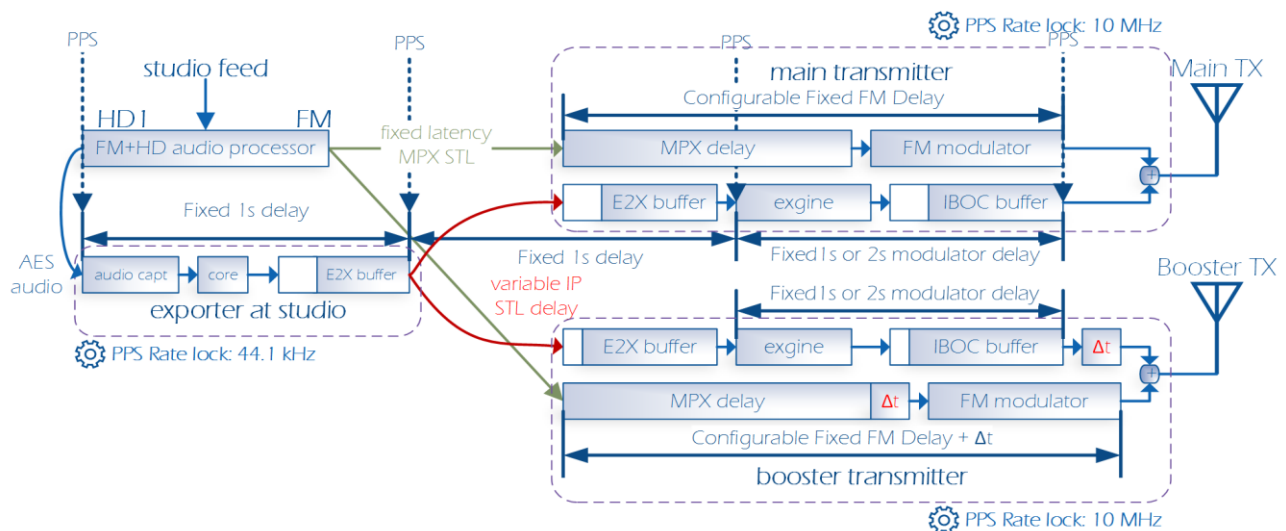 PPS Rate lock: 10 MHz
PPS
PPS
PPS
PPS
studio feed
main transmitter
Main TX
Configurable Fixed FM Delay
HD1
FM
fixed latency
MPX STL
FM+HD audio processor
MPX delay
FM modulator
+
E2X buffer
exgine
IBOC buffer
Fixed 1s delay
Fixed 1s delay
Fixed1s or 2s modulator delay
AES
audio
audio capt
core
E2X buffer
variable IP
STL delay
Fixed1s or 2s modulator delay
Booster TX
exporter at studio
PPS Rate lock: 44.1 kHz
E2X buffer
exgine
IBOC buffer
Δt
+
MPX delay
Δt
FM modulator
Configurable Fixed FM Delay + Δt
booster transmitter
PPS Rate lock: 10 MHz